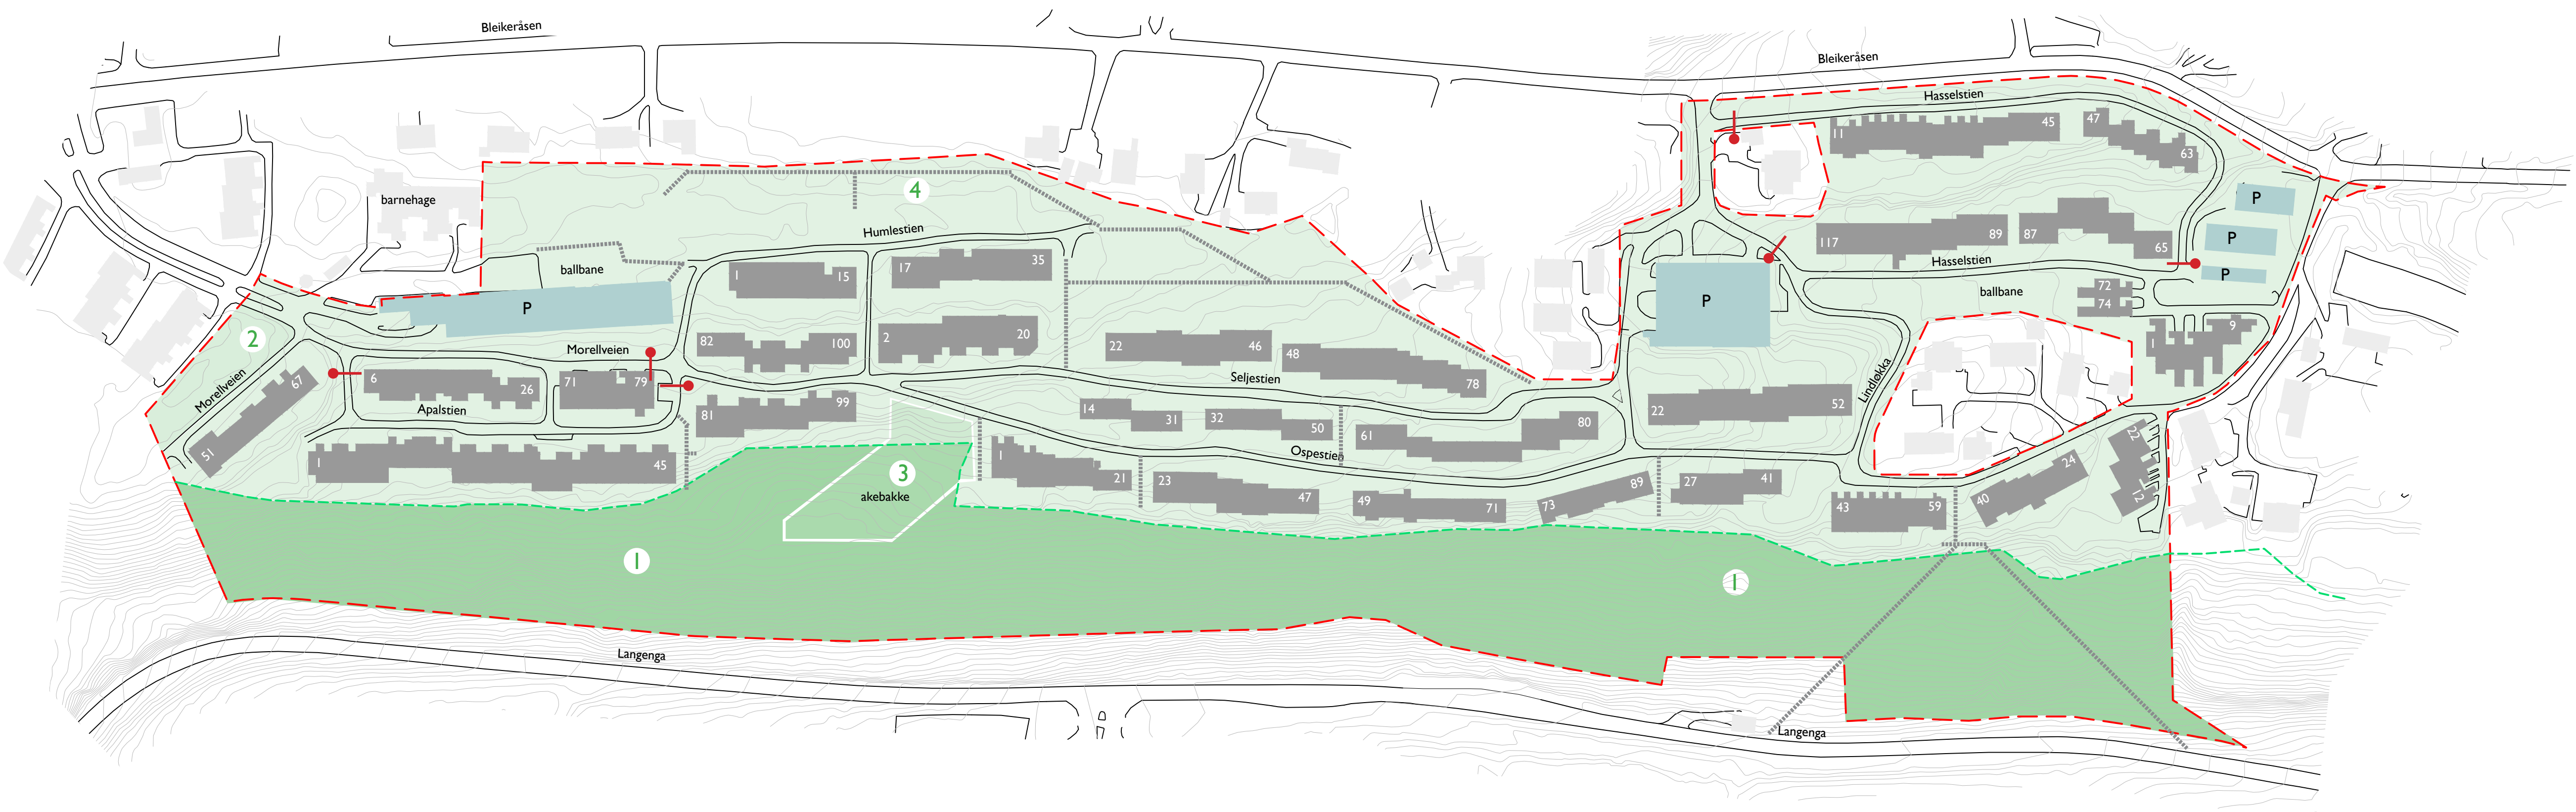 Bleikeråsen
Bleikeråsen
Hasselstien
11
45
47
63
barnehage
4
P
Humlestien
117
89
87
65
P
ballbane
1
15
17
35
Hasselstien
P
P
P
ballbane
72
74
2
Morellveien
82
100
2
20
22
46
48
78
1
9
Morellveien
67
6
26
71
79
Seljestien
Lindløkka
Apalstien
81
99
14
31
32
50
61
80
22
52
51
1
45
3
akebakke
1
21
Ospestien
23
47
49
71
73
89
27
41
43
59
40
24
22
12
1
1
Langenga
Langenga